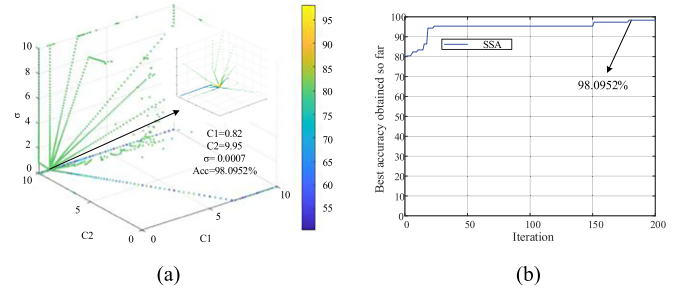 (a)
10
8
6
4
2
0
σ
10
5
0
C2
0
5
10
C1
C1=0.82
C2=9.95
σ= 0.0007
Acc=98.0952%
95
90
85
80
75
70
65
60
55
(b)
100
90
80
70
60
50
40
30
20
10
0
Best accuracy obtained so far
SSA
98.0952%
0
50
100
150
200
Iteration
(a)
(b)